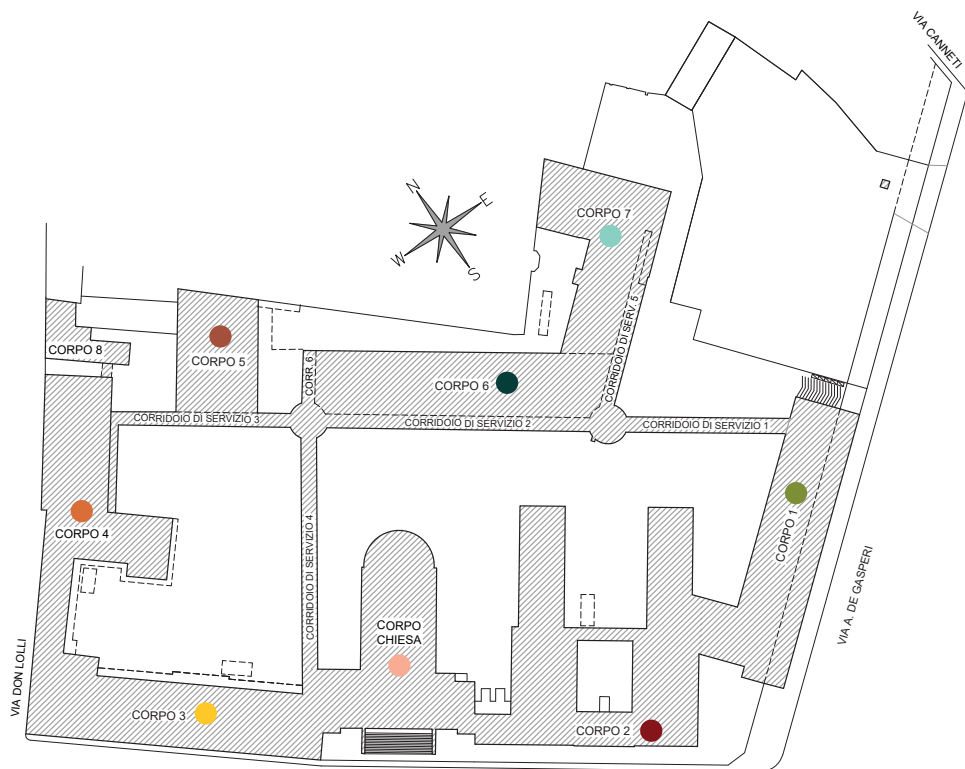 VIA CANNETI
N
E
W
S
CORPO 7
CORRIDOIO DI SERV. 5
CORPO 8
CORPO 5
CORR. 6
CORPO 6
CORRIDOIO DI SERVIZIO 3
CORRIDOIO DI SERVIZIO 2
CORRIDOIO DI SERVIZIO 1
CORPO 4
CORRIDOIO DI SERVIZIO 4
CORPO 1
VIA A. DE GASPERI
CORPO
CHIESA
VIA DON LOLLI
CORPO 3
CORPO 2